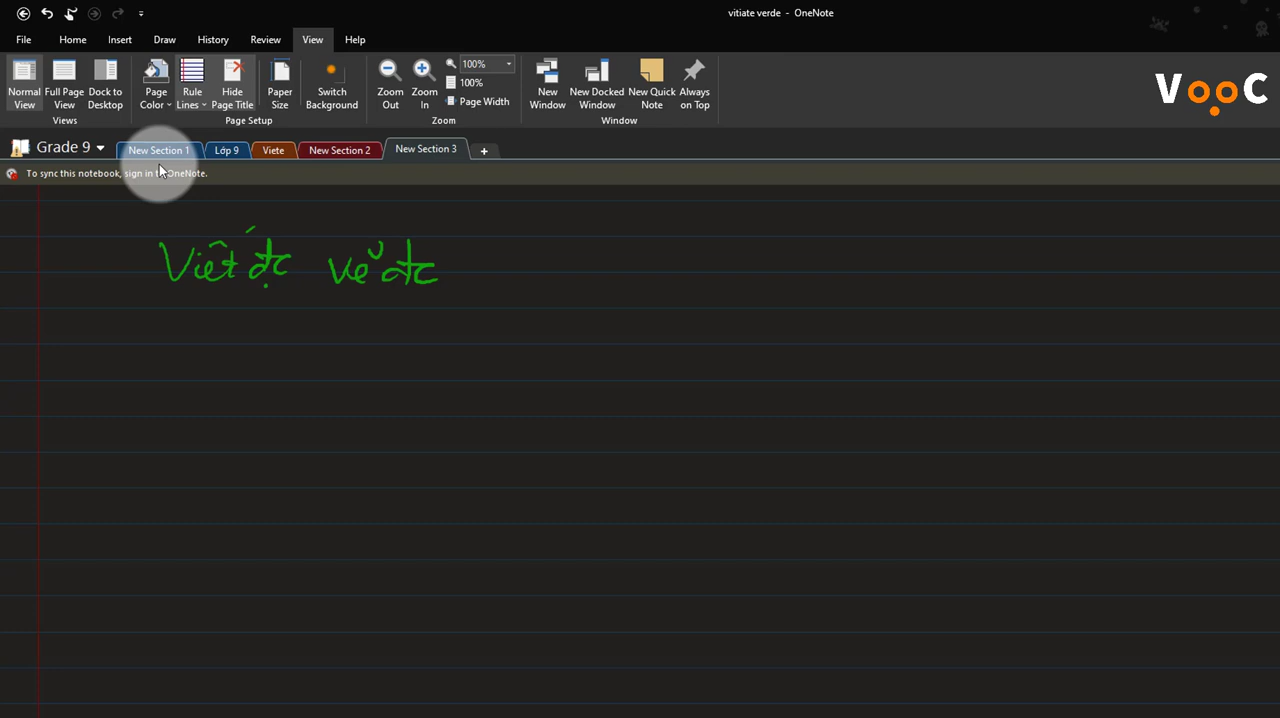 vitiate verde - OneNote
File Home Insert Draw History Review View Help
Normal View Full Page View Dock to Desktop Page Color Rule Lines Hide Page Title Paper Size Switch Background Zoom Out Zoom In 100% 100% Page Width New Window New Docked Window New Quick Note Always on Top
Views Page Setup Zoom Window
VooC
Grade 9 New Section 1 Lớp 9 Viete New Section 2 New Section 3 +
To sync this notebook, sign in to OneNote.
Viết đc vẽ đc